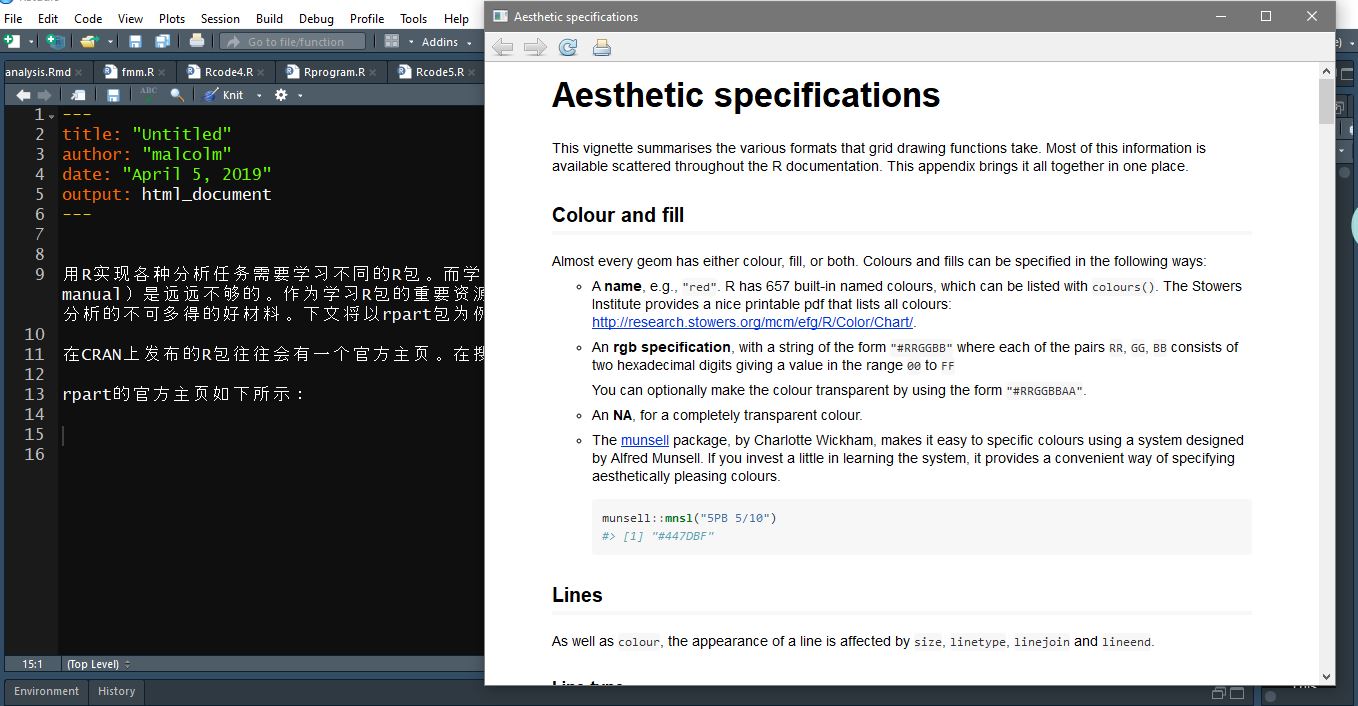 File Edit Code View Plots Session Build Debug Profile Tools Help
Go to file/function Addins
analysis.Rmd fmm.R Rcode4.R Rprogram.R Rcode5.R
ABC Knit
1 ---
2 title: "Untitled"
3 author: "malcolm"
4 date: "April 5, 2019"
5 output: html_document
6 ---
7
8
9 用R实现各种分析任务需要学习不同的R包。而学
manual）是远远不够的。作为学习R包的重要资源
分析的不可多得的好材料。下文将以rpart包为例
10
11 在CRAN上发布的R包往往会有一个官方主页。在搜
12
13 rpart的官方主页如下所示：
14
15
16
15:1 (Top Level)
Environment History
Aesthetic specifications
Aesthetic specifications
This vignette summarises the various formats that grid drawing functions take. Most of this information is
available scattered throughout the R documentation. This appendix brings it all together in one place.
Colour and fill
Almost every geom has either colour, fill, or both. Colours and fills can be specified in the following ways:
A name, e.g., "red". R has 657 built-in named colours, which can be listed with colours(). The Stowers
Institute provides a nice printable pdf that lists all colours:
http://research.stowers.org/mcm/efg/R/Color/Chart/.
An rgb specification, with a string of the form "#RRGGBB" where each of the pairs RR, GG, BB consists of
two hexadecimal digits giving a value in the range 00 to FF
You can optionally make the colour transparent by using the form "#RRGGBBAA".
An NA, for a completely transparent colour.
The munsell package, by Charlotte Wickham, makes it easy to specific colours using a system designed
by Alfred Munsell. If you invest a little in learning the system, it provides a convenient way of specifying
aesthetically pleasing colours.
munsell::mnsl("5PB 5/10")
#> [1] "#447DBF"
Lines
As well as colour, the appearance of a line is affected by size, linetype, linejoin and lineend.
Line type